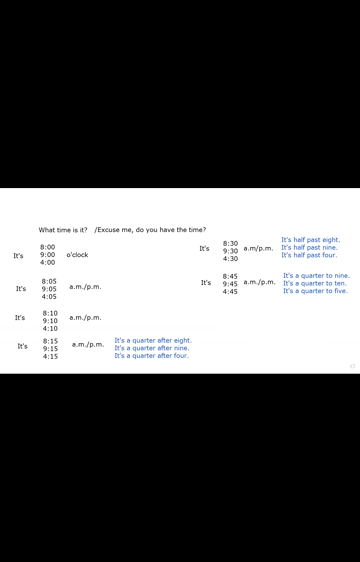 What time is it? /Excuse me, do you have the time?
8:00
It's 9:00 o'clock
4:00
8:05
It's 9:05 a.m./p.m.
4:05
8:10
It's 9:10 a.m./p.m.
4:10
8:15 It's a quarter after eight.
It's 9:15 a.m./p.m. It's a quarter after nine.
4:15 It's a quarter after four.
8:30 It's half past eight.
It's 9:30 a.m/p.m. It's half past nine.
4:30 It's half past four.
8:45 It's a quarter to nine.
It's 9:45 a.m./p.m. It's a quarter to ten.
4:45 It's a quarter to five.